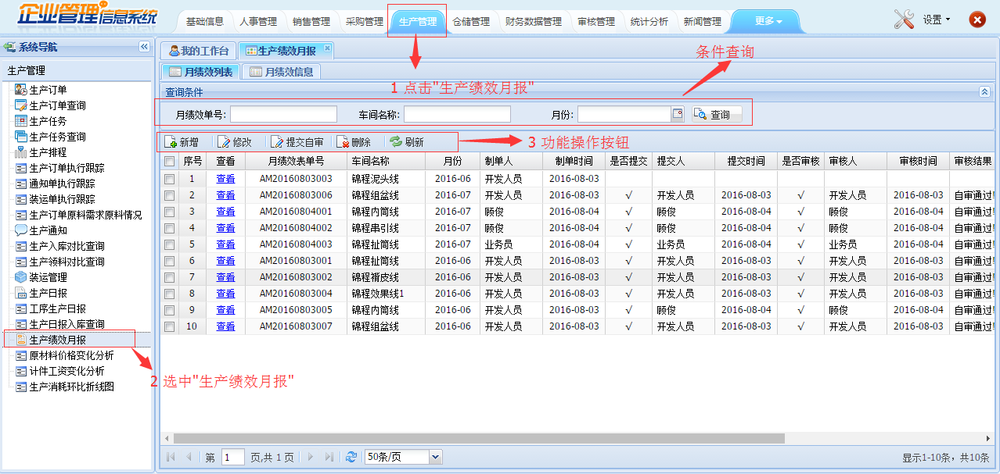 企业管理信息系统
基础信息 人事管理 销售管理 采购管理 生产管理 仓储管理 财务数据管理 审核管理 统计分析 新闻管理 更多 设置
系统导航
生产管理
生产订单
生产订单查询
生产任务
生产任务查询
生产排程
生产订单执行跟踪
通知单执行跟踪
装运单执行跟踪
生产订单原料需求原料情况
生产通知
生产入库对比查询
生产领料对比查询
装运管理
生产日报
工序生产日报
生产日报入库查询
生产绩效月报
原材料价格变化分析
计件工资变化分析
生产消耗环比折线图
2 选中"生产绩效月报"
我的工作台 生产绩效月报
月绩效列表 月绩效信息
1 点击"生产绩效月报"
条件查询
查询条件
月绩效单号: 车间名称: 月份: 查询
新增 修改 提交自审 删除 刷新
3 功能操作按钮
序号 查看 月绩效表单号 车间名称 月份 制单人 制单时间 是否提交 提交人 提交时间 是否审核 审核人 审核时间 审核结果
1 查看 AM20160803003 锦程泥头线 2016-06 开发人员 2016-08-03
2 查看 AM20160803006 锦程组盆线 2016-07 开发人员 2016-08-03 √ 开发人员 2016-08-03 √ 开发人员 2016-08-03 自审通过!
3 查看 AM20160804001 锦程内筒线 2016-07 顾俊 2016-08-04 √ 顾俊 2016-08-04 √ 顾俊 2016-08-04 自审通过!
4 查看 AM20160804002 锦程串引线 2016-07 顾俊 2016-08-04 √ 顾俊 2016-08-04 √ 顾俊 2016-08-04 自审通过!
5 查看 AM20160804003 锦程扯筒线 2016-07 业务员 2016-08-04 √ 业务员 2016-08-04 √ 业务员 2016-08-04 自审通过!
6 查看 AM20160803001 锦程扯筒线 2016-06 开发人员 2016-08-03 √ 开发人员 2016-08-03 √ 开发人员 2016-08-03 自审通过!
7 查看 AM20160803002 锦程褙皮线 2016-06 开发人员 2016-08-03 √ 开发人员 2016-08-03 √ 开发人员 2016-08-03 自审通过!
8 查看 AM20160803004 锦程效果线1 2016-06 开发人员 2016-08-03 √ 开发人员 2016-08-03 √ 开发人员 2016-08-03 自审通过!
9 查看 AM20160803005 锦程内筒线 2016-06 开发人员 2016-08-03 √ 顾俊 2016-08-04 √ 顾俊 2016-08-04 自审通过!
10 查看 AM20160803007 锦程组盆线 2016-06 开发人员 2016-08-03 √ 开发人员 2016-08-03 √ 开发人员 2016-08-03 自审通过!
第 1 页,共 1 页 50条/页 显示1-10条，共10条